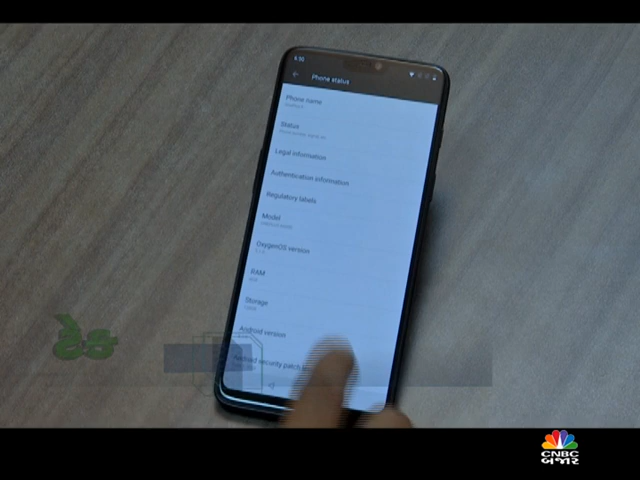 Phone status
Phone name
Status
Legal information
Authentication information
Regulatory labels
Model
OxygenOS version
RAM
Storage
Android version
Android security patch
CNBC
બજાર